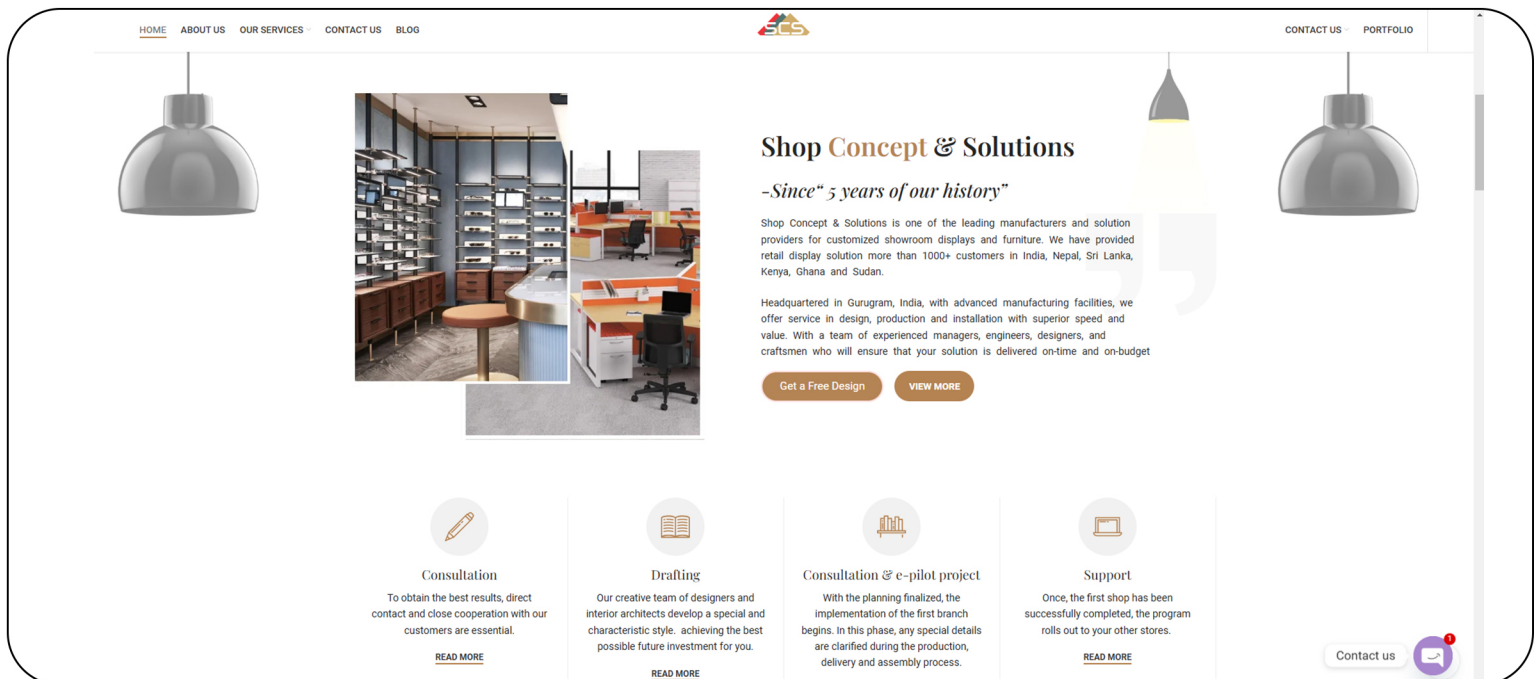 HOME ABOUT US OUR SERVICES CONTACT US BLOG
SCS
CONTACT US PORTFOLIO
Shop Concept & Solutions
-Since“ 5 years of our history”
Shop Concept & Solutions is one of the leading manufacturers and solution
providers for customized showroom displays and furniture. We have provided
retail display solution more than 1000+ customers in India, Nepal, Sri Lanka,
Kenya, Ghana and Sudan.
Headquartered in Gurugram, India, with advanced manufacturing facilities, we
offer service in design, production and installation with superior speed and
value. With a team of experienced managers, engineers, designers, and
craftsmen who will ensure that your solution is delivered on-time and on-budget
Get a Free Design VIEW MORE
Consultation
To obtain the best results, direct
contact and close cooperation with our
customers are essential.
READ MORE
Drafting
Our creative team of designers and
interior architects develop a special and
characteristic style. achieving the best
possible future investment for you.
READ MORE
Consultation & e-pilot project
With the planning finalized, the
implementation of the first branch
begins. In this phase, any special details
are clarified during the production,
delivery and assembly process.
Support
Once, the first shop has been
successfully completed, the program
rolls out to your other stores.
READ MORE
Contact us
1